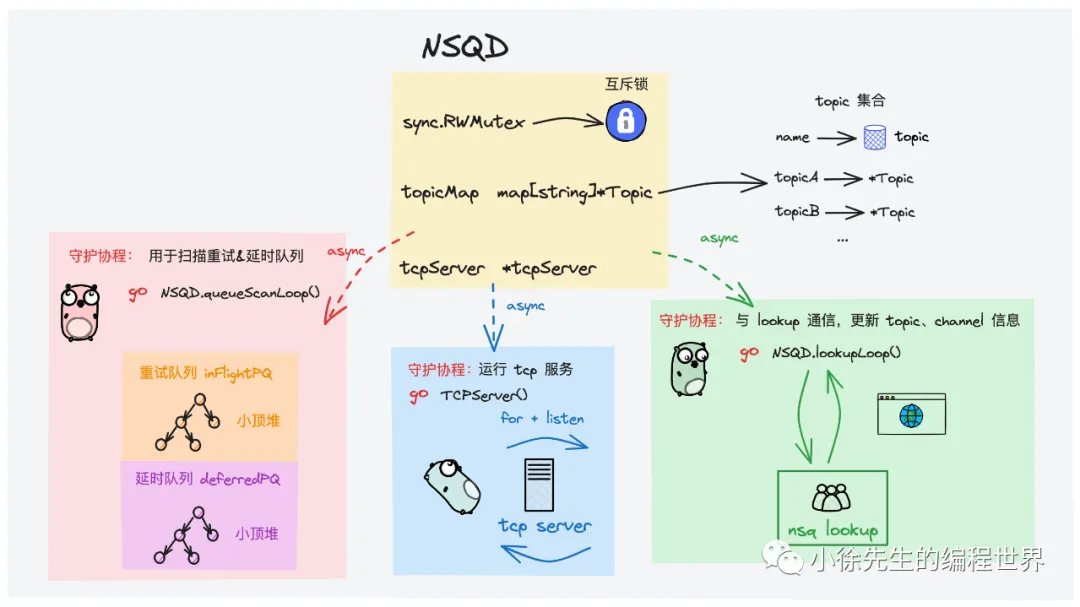 NSQD
互斥锁
sync.RWMutex
topicMap map[string]*Topic
tcpServer *tcpServer
topic 集合
name topic
topicA *Topic
topicB *Topic
...
async
async
async
守护协程： 用于扫描重试&延时队列
go NSQD.queueScanLoop()
重试队列 inFlightPQ
小顶堆
延时队列 deferredPQ
小顶堆
守护协程：运行 tcp 服务
go TCPServer()
for + listen
tcp server
守护协程： 与 lookup 通信，更新 topic、channel 信息
go NSQD.lookupLoop()
nsq lookup
小徐先生的编程世界